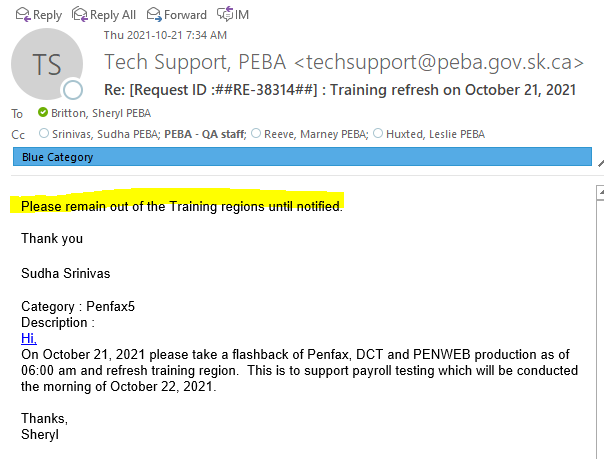 Reply Reply All Forward IM
Thu 2021-10-21 7:34 AM
TS
Tech Support, PEBA <techsupport@peba.gov.sk.ca>
Re: [Request ID :##RE-38314##] : Training refresh on October 21, 2021
To Britton, Sheryl PEBA
Cc Srinivas, Sudha PEBA; PEBA - QA staff; Reeve, Marney PEBA; Huxted, Leslie PEBA
Blue Category
Please remain out of the Training regions until notified.
Thank you
Sudha Srinivas
Category : Penfax5
Description :
Hi,
On October 21, 2021 please take a flashback of Penfax, DCT and PENWEB production as of
06:00 am and refresh training region.  This is to support payroll testing which will be conducted
the morning of October 22, 2021.
Thanks,
Sheryl